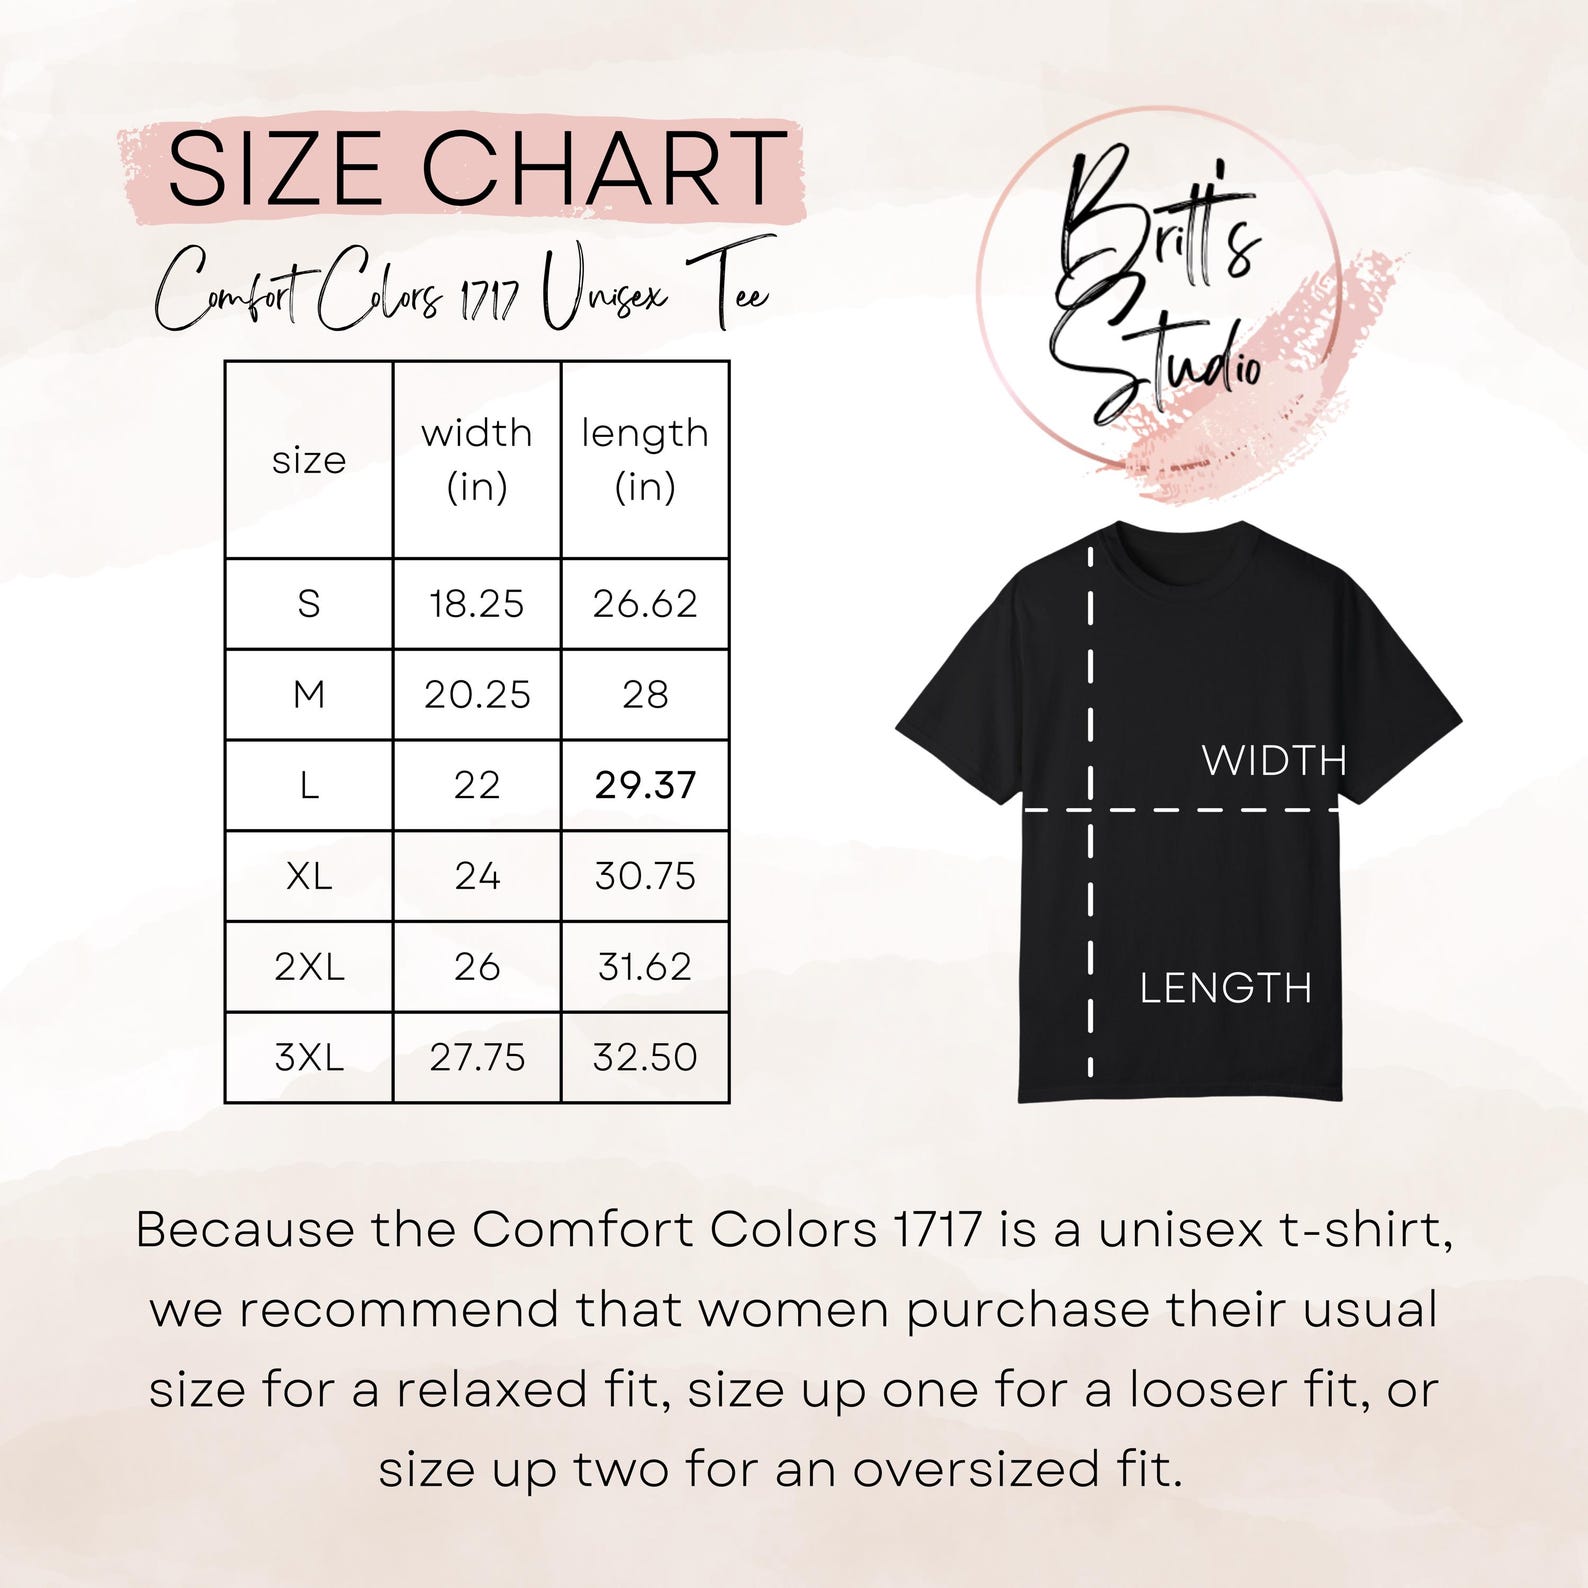 SIZE CHART
Comfort Colors 1717 Unisex Tee
Britt's
Studio
size width (in) length (in)
S 18.25 26.62
M 20.25 28
L 22 29.37
XL 24 30.75
2XL 26 31.62
3XL 27.75 32.50
WIDTH
LENGTH
Because the Comfort Colors 1717 is a unisex t-shirt,
we recommend that women purchase their usual
size for a relaxed fit, size up one for a looser fit, or
size up two for an oversized fit.